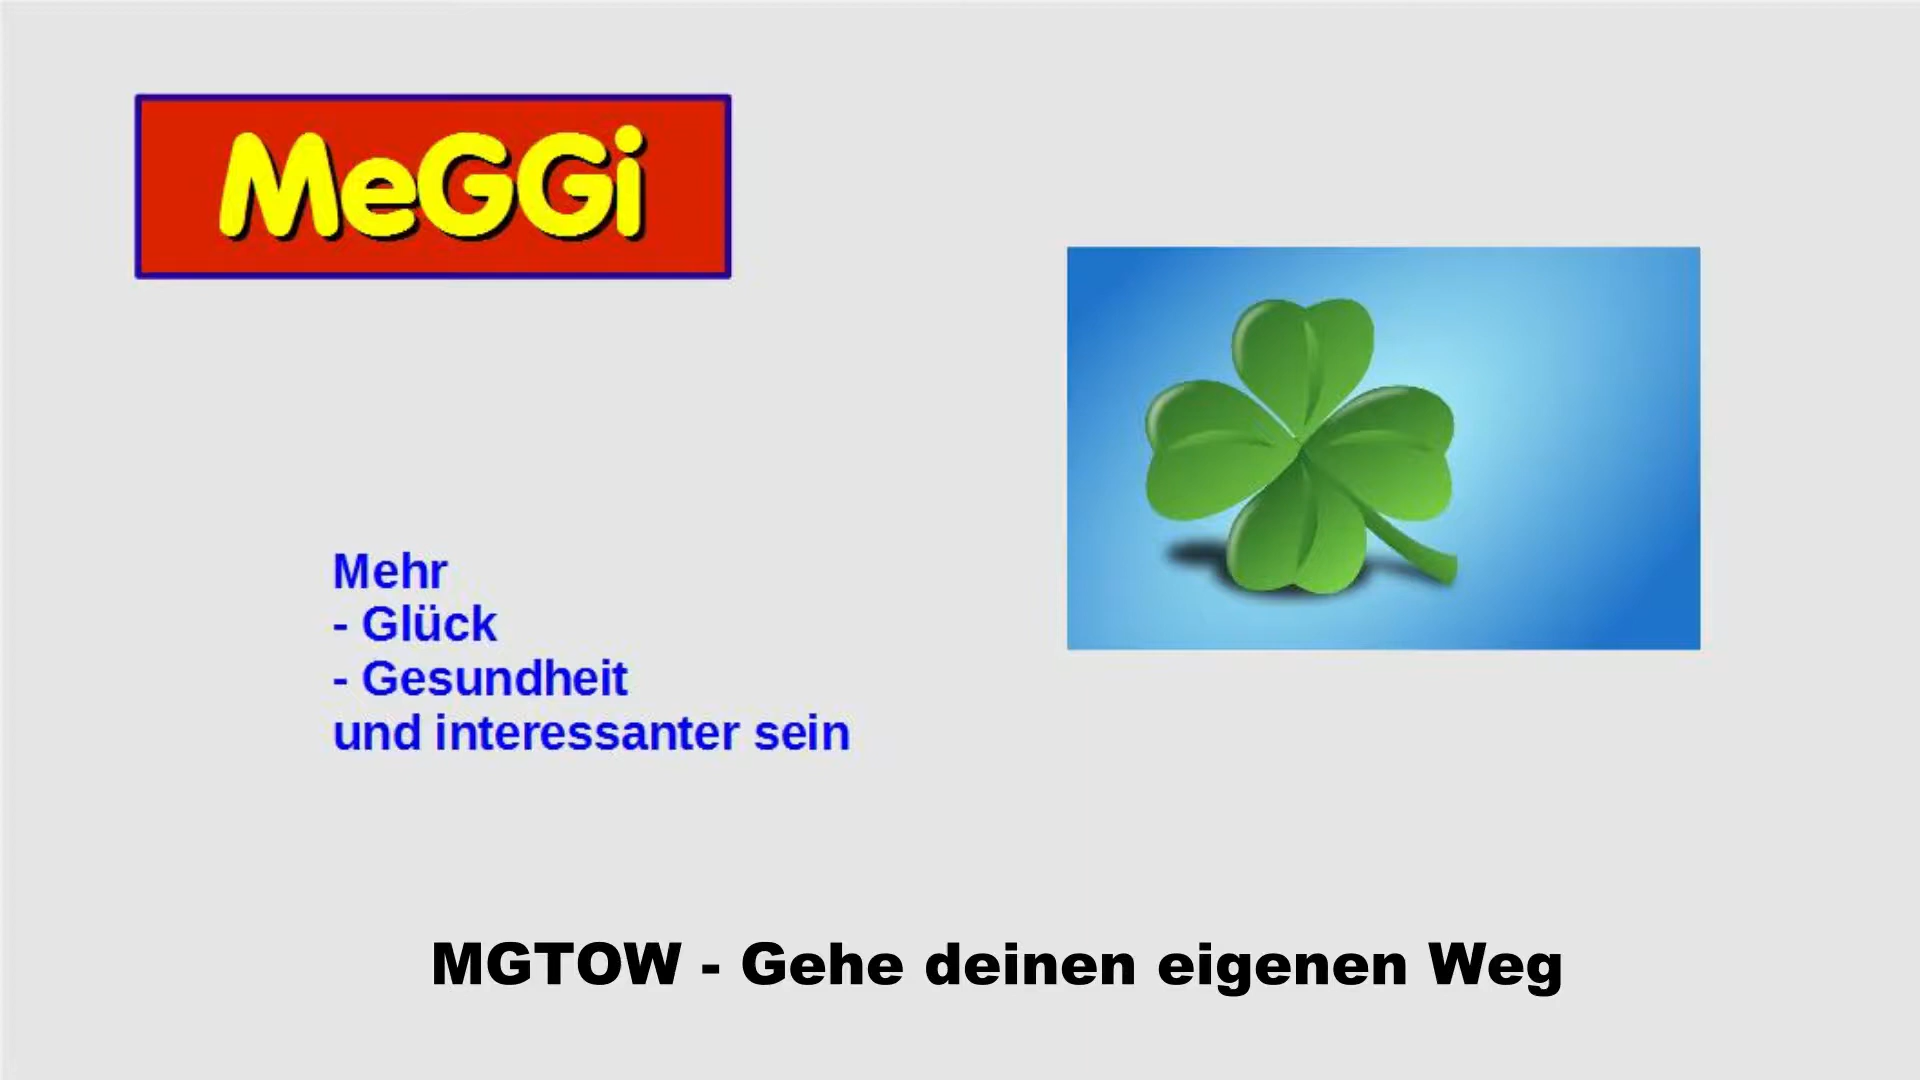 MeGGi
Mehr
- Glück
- Gesundheit
und interessanter sein
MGTOW - Gehe deinen eigenen Weg